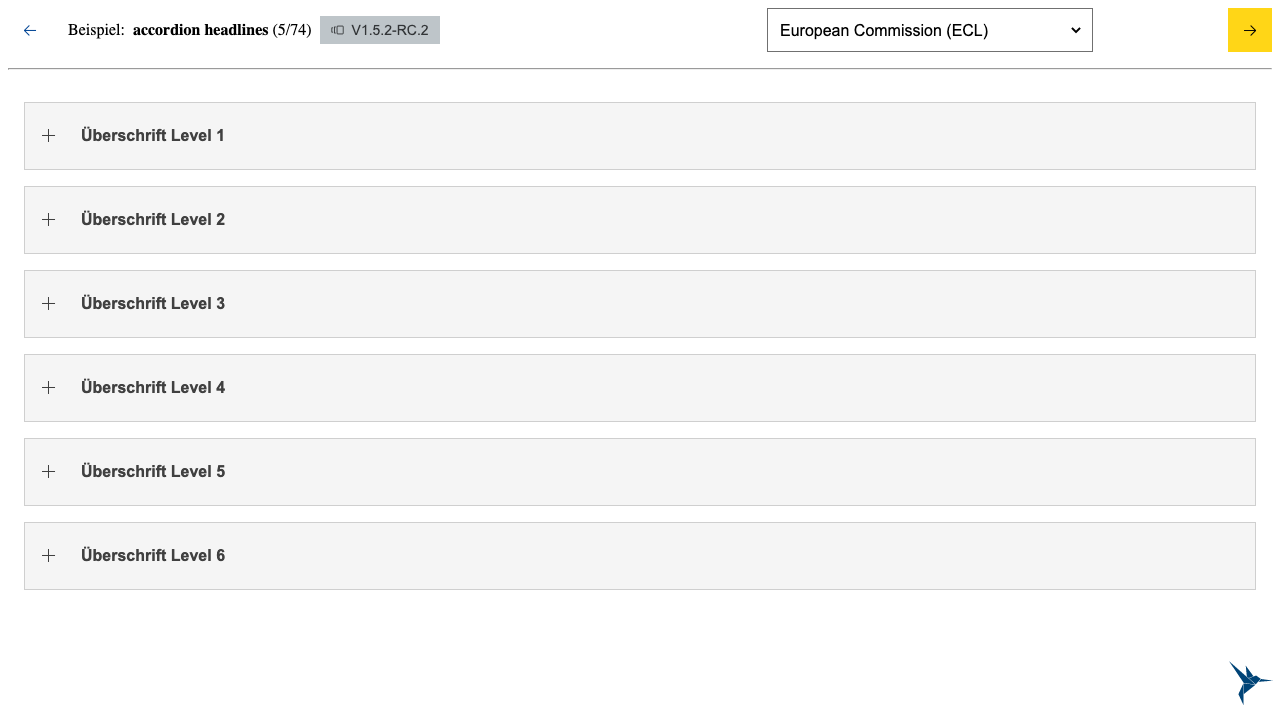 Beispiel: accordion headlines (5/74) V1.5.2-RC.2 European Commission (ECL)
Überschrift Level 1
Überschrift Level 2
Überschrift Level 3
Überschrift Level 4
Überschrift Level 5
Überschrift Level 6